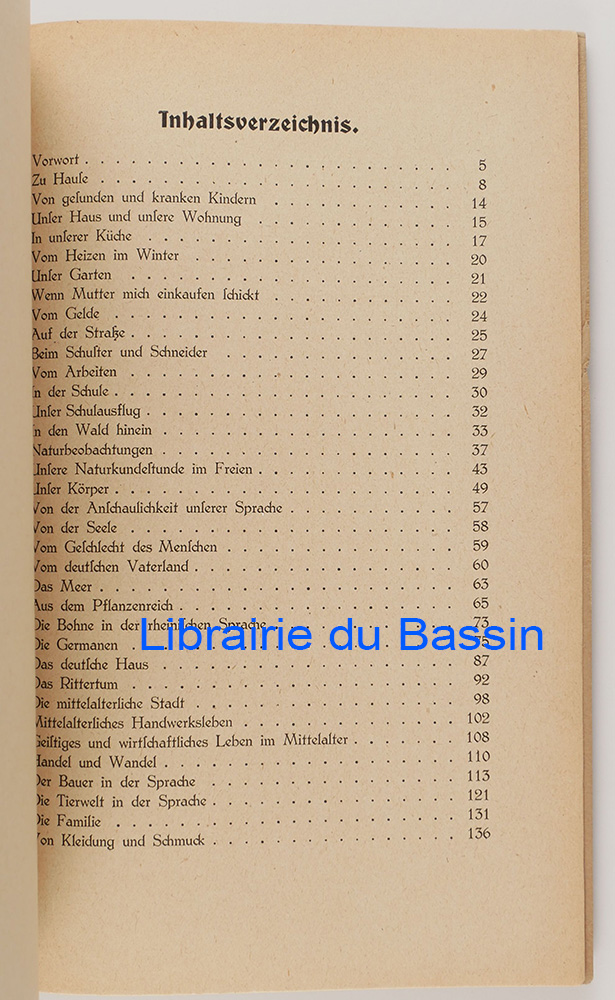 Inhaltsverzeichnis.
Vorwort . . . . . . . . . . . . . . . . . . . 5
Zu Hauſe . . . . . . . . . . . . . . . . . . 8
Von geſunden und kranken Kindern . . . . . . . . . 14
Unſer Haus und unſere Wohnung . . . . . . . . . . 15
In unſerer Küche . . . . . . . . . . . . . . . 17
Vom Heizen im Winter . . . . . . . . . . . . . 20
Unſer Garten . . . . . . . . . . . . . . . . 21
Wenn Mutter mich einkaufen ſchickt . . . . . . . . . 22
Vom Gelde . . . . . . . . . . . . . . . . . 24
Auf der Straße . . . . . . . . . . . . . . . . 25
Beim Schuſter und Schneider . . . . . . . . . . . 27
Vom Arbeiten . . . . . . . . . . . . . . . . 29
In der Schule . . . . . . . . . . . . . . . . . 30
Unſer Schulausflug . . . . . . . . . . . . . . . 32
In den Wald hinein . . . . . . . . . . . . . . 33
Naturbeobachtungen . . . . . . . . . . . . . . 37
Unſere Naturkundeſtunde im Freien . . . . . . . . . . 43
Unſer Körper . . . . . . . . . . . . . . . . . 49
Von der Anſchaulichkeit unſerer Sprache . . . . . . . . 57
Von der Seele . . . . . . . . . . . . . . . . 58
Vom Geſchlecht des Menſchen . . . . . . . . . . . 59
Vom deutſchen Vaterland . . . . . . . . . . . . . 60
Das Meer . . . . . . . . . . . . . . . . . . 63
Aus dem Pflanzenreich . . . . . . . . . . . . . . 65
Die Bohne in der rheiniſchen Sprache . . . . . . . . . 73
Die Germanen . . . . . . . . . . . . . . . . 75
Librairie du Bassin
Das deutſche Haus . . . . . . . . . . . . . . 87
Das Rittertum . . . . . . . . . . . . . . . . 92
Die mittelalterliche Stadt . . . . . . . . . . . . . 98
Mittelalterliches Handwerksleben . . . . . . . . . . . 102
Geiſtiges und wirtſchaftliches Leben im Mittelalter . . . . . . 108
Handel und Wandel . . . . . . . . . . . . . . . 110
Der Bauer in der Sprache . . . . . . . . . . . . 113
Die Tierwelt in der Sprache . . . . . . . . . . . . 121
Die Familie . . . . . . . . . . . . . . . . 131
Von Kleidung und Schmuck . . . . . . . . . . . . 136